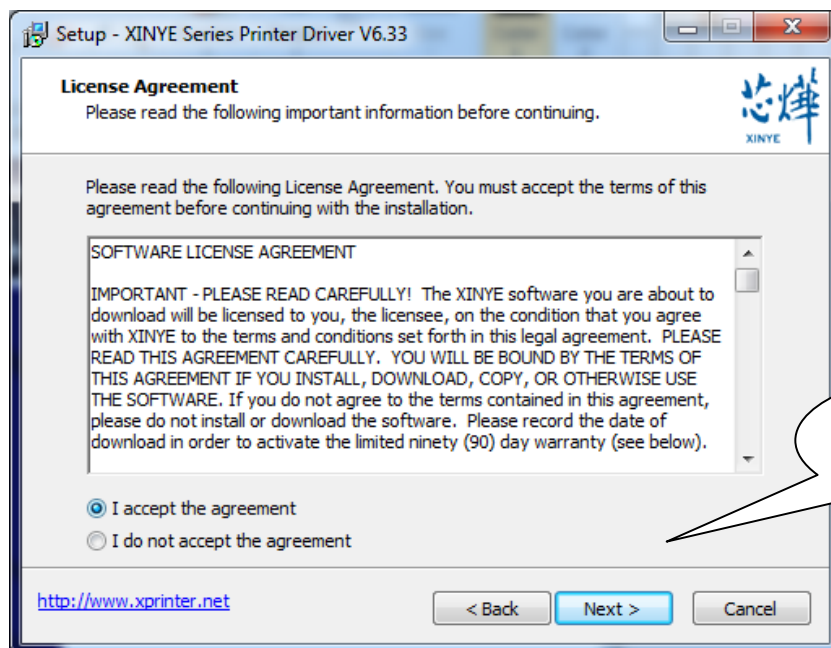 Setup - XINYE Series Printer Driver V6.33
License Agreement
Please read the following important information before continuing.
芯烨
XINYE
Please read the following License Agreement. You must accept the terms of this
agreement before continuing with the installation.
SOFTWARE LICENSE AGREEMENT
IMPORTANT - PLEASE READ CAREFULLY!  The XINYE software you are about to
download will be licensed to you, the licensee, on the condition that you agree
with XINYE to the terms and conditions set forth in this legal agreement.  PLEASE
READ THIS AGREEMENT CAREFULLY.  YOU WILL BE BOUND BY THE TERMS OF
THIS AGREEMENT IF YOU INSTALL, DOWNLOAD, COPY, OR OTHERWISE USE
THE SOFTWARE. If you do not agree to the terms contained in this agreement,
please do not install or download the software.  Please record the date of
download in order to activate the limited ninety (90) day warranty (see below).
I accept the agreement
I do not accept the agreement
http://www.xprinter.net
< Back
Next >
Cancel